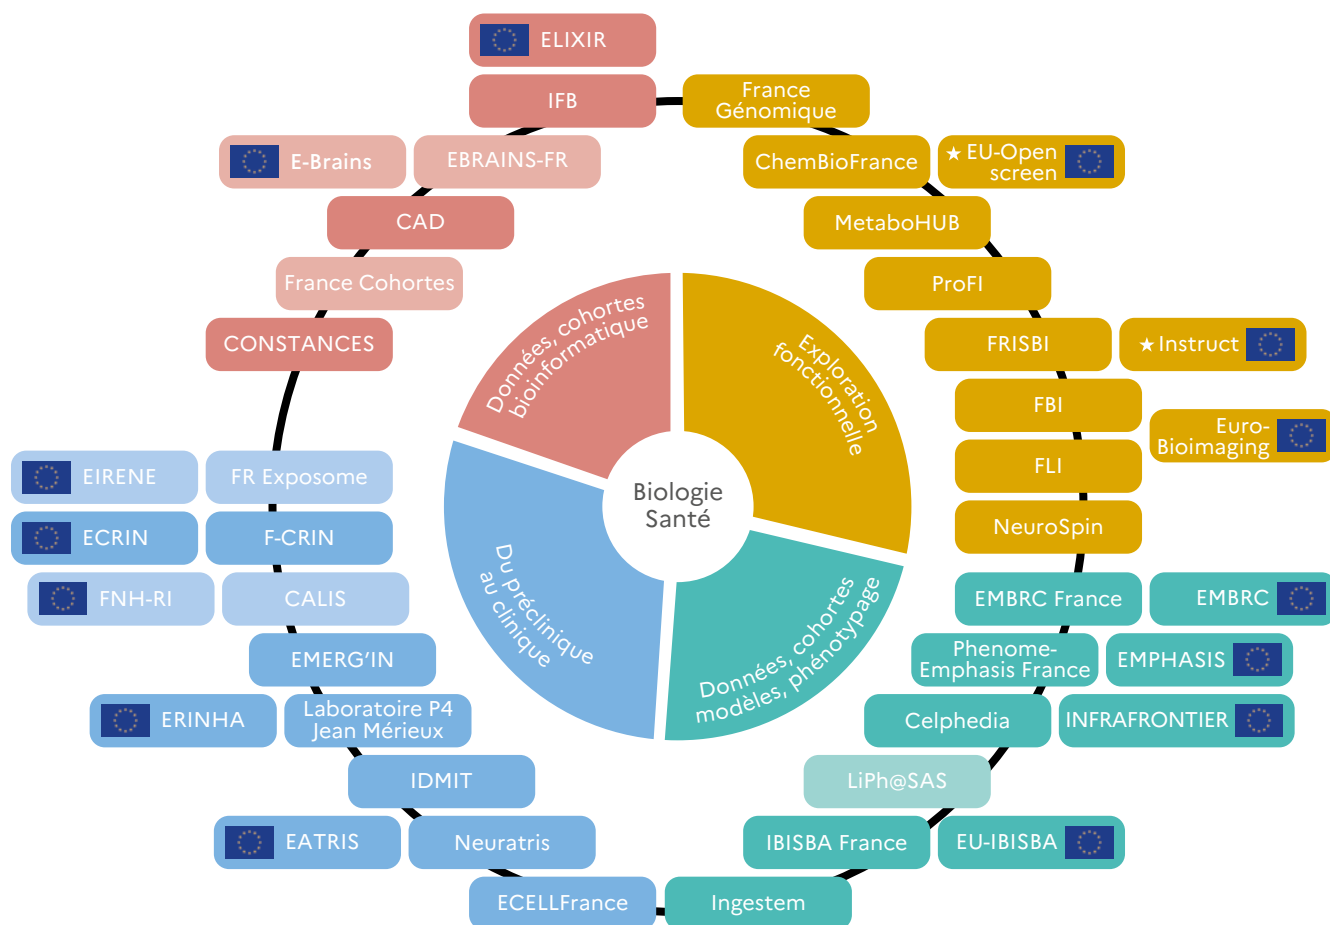 ELIXIR
IFB
France
Génomique
E-Brains
EBRAINS-FR
ChemBioFrance
★ EU-Open
screen
CAD
MetaboHUB
France Cohortes
ProFI
CONSTANCES
FRISBI
★ Instruct
Données, cohortes
bioinformatique
Exploration
fonctionnelle
FBI
Euro-
Bioimaging
EIRENE
FR Exposome
FLI
Biologie
Santé
ECRIN
F-CRIN
NeuroSpin
Du préclinique
au clinique
Données, cohortes
modèles, phénotypage
FNH-RI
CALIS
EMBRC France
EMBRC
EMERG’IN
Phenome-
Emphasis France
EMPHASIS
ERINHA
Laboratoire P4
Jean Mérieux
Celphedia
INFRAFRONTIER
IDMIT
LiPh@SAS
EATRIS
Neuratris
IBISBA France
EU-IBISBA
ECELLFrance
Ingestem